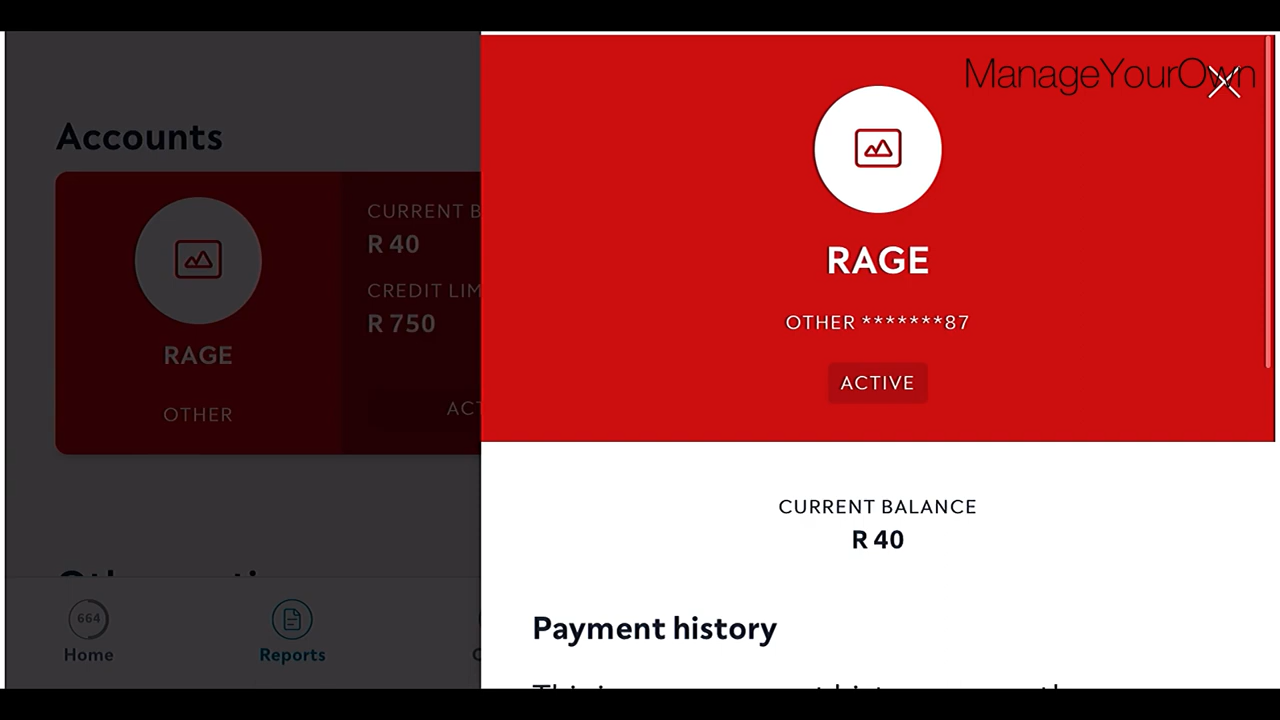 ManageYourOwn
Accounts
CURRENT B
R 40
CREDIT LIM
R 750
RAGE
OTHER
ACT
664
Home
Reports
RAGE
OTHER *******87
ACTIVE
CURRENT BALANCE
R 40
Payment history